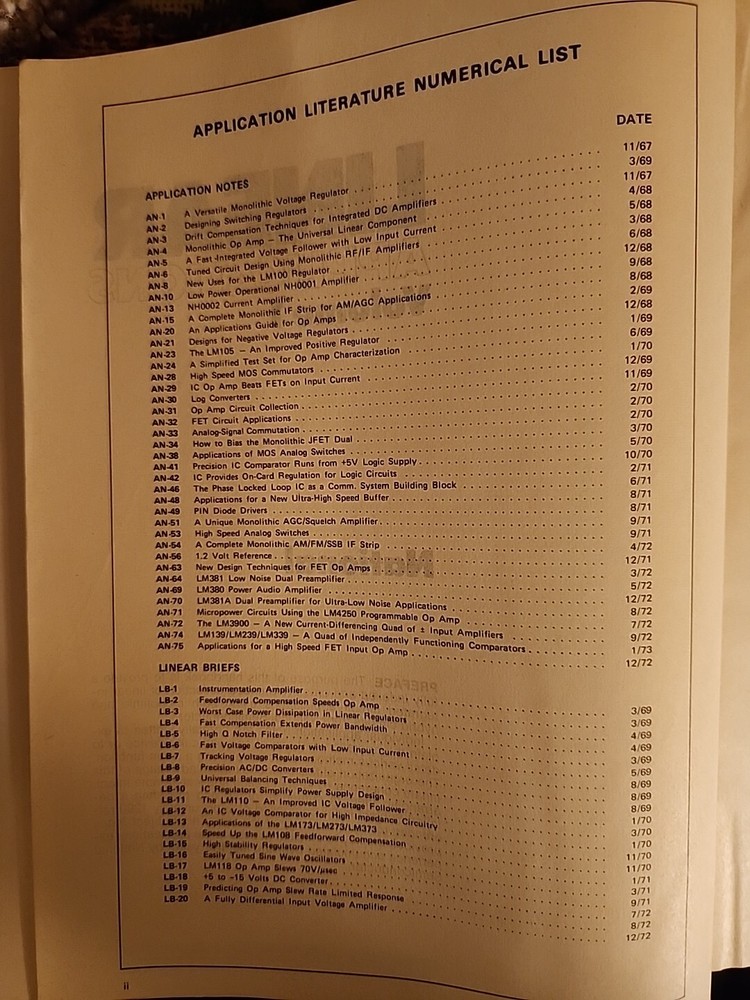 APPLICATION LITERATURE NUMERICAL LIST
DATE
APPLICATION NOTES
AN-1 A Versatile Monolithic Voltage Regulator 11/67
AN-2 Designing Switching Regulators 3/69
AN-3 Drift Compensation Techniques for Integrated DC Amplifiers 11/67
AN-4 Monolithic Op Amp — The Universal Linear Component 4/68
AN-5 A Fast Integrated Voltage Follower with Low Input Current 5/68
AN-6 Tuned Circuit Design Using Monolithic RF/IF Amplifiers 3/68
AN-8 New Uses for the LM100 Regulator 6/68
AN-10 Low Power Operational NH0001 Amplifier 12/68
AN-13 NH0002 Current Amplifier 9/68
AN-15 A Complete Monolithic IF Strip for AM/AGC Applications 8/68
AN-20 An Applications Guide for Op Amps 2/69
AN-21 Designs for Negative Voltage Regulators 12/68
AN-23 The LM105 — An Improved Positive Regulator 1/69
AN-24 A Simplified Test Set for Op Amp Characterization 6/69
AN-28 High Speed MOS Commutators 1/70
AN-29 IC Op Amp Beats FETs on Input Current 12/69
AN-30 Log Converters 11/69
AN-31 Op Amp Circuit Collection 2/70
AN-32 FET Circuit Applications 2/70
AN-33 Analog-Signal Commutation 2/70
AN-34 How to Bias the Monolithic JFET Dual 3/70
AN-38 Applications of MOS Analog Switches 5/70
AN-41 Precision IC Comparator Runs from +5V Logic Supply 10/70
AN-42 IC Provides On-Card Regulation for Logic Circuits 2/71
AN-46 The Phase Locked Loop IC as a Comm. System Building Block 6/71
AN-48 Applications for a New Ultra-High Speed Buffer 8/71
AN-49 PIN Diode Drivers 8/71
AN-51 A Unique Monolithic AGC/Squelch Amplifier 9/71
AN-53 High Speed Analog Switches 9/71
AN-54 A Complete Monolithic AM/FM/SSB IF Strip 4/72
AN-56 1.2 Volt Reference 12/71
AN-63 New Design Techniques for FET Op Amps 3/72
AN-64 LM381 Low Noise Dual Preamplifier 5/72
AN-69 LM380 Power Audio Amplifier 12/72
AN-70 LM381A Dual Preamplifier for Ultra-Low Noise Applications 8/72
AN-71 Micropower Circuits Using the LM4250 Programmable Op Amp 7/72
AN-72 The LM3900 — A New Current-Differencing Quad of ± Input Amplifiers 9/72
AN-74 LM139/LM239/LM339 — A Quad of Independently Functioning Comparators 1/73
AN-75 Applications for a High Speed FET Input Op Amp 12/72
LINEAR BRIEFS
LB-1 Instrumentation Amplifier 3/69
LB-2 Feedforward Compensation Speeds Op Amp 3/69
LB-3 Worst Case Power Dissipation in Linear Regulators 4/69
LB-4 Fast Compensation Extends Power Bandwidth 4/69
LB-5 High Q Notch Filter 3/69
LB-6 Fast Voltage Comparators with Low Input Current 5/69
LB-7 Tracking Voltage Regulators 8/69
LB-8 Precision AC/DC Converters 8/69
LB-9 Universal Balancing Techniques 8/69
LB-10 IC Regulators Simplify Power Supply Design 1/70
LB-11 The LM110 — An Improved IC Voltage Follower 3/70
LB-12 An IC Voltage Comparator for High Impedance Circuitry 1/70
LB-13 Applications of the LM173/LM273/LM373 11/70
LB-14 Speed Up the LM108 Feedforward Compensation 11/70
LB-15 High Stability Regulators 1/71
LB-16 Easily Tuned Sine Wave Oscillators 3/71
LB-17 LM118 Op Amp Slews 70V/μsec 9/71
LB-18 +5 to -15 Volts DC Converter 7/72
LB-19 Predicting Op Amp Slew Rate Limited Response 8/72
LB-20 A Fully Differential Input Voltage Amplifier 12/72
ii